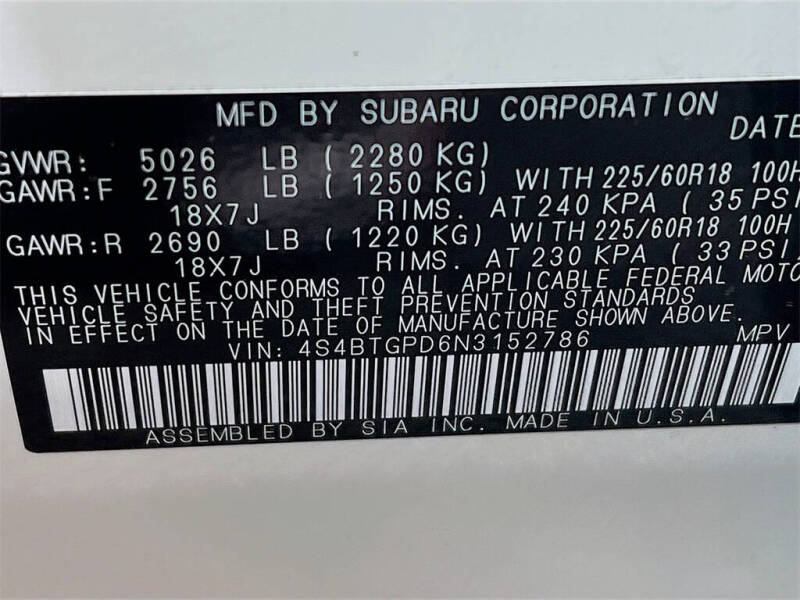 MFD BY SUBARU CORPORATION
DATE
GVWR: 5026 LB ( 2280 KG)
GAWR:F 2756 LB ( 1250 KG) WITH 225/60R18 100H
18X7J RIMS. AT 240 KPA ( 35 PSI
GAWR:R 2690 LB ( 1220 KG) WITH 225/60R18 100H
18X7J RIMS. AT 230 KPA ( 33 PSI,
THIS VEHICLE CONFORMS TO ALL APPLICABLE FEDERAL MOTO
VEHICLE SAFETY AND THEFT PREVENTION STANDARDS
IN EFFECT ON THE DATE OF MANUFACTURE SHOWN ABOVE.
VIN: 4S4BTGPD6N3152786 MPV
ASSEMBLED BY SIA INC. MADE IN U.S.A.